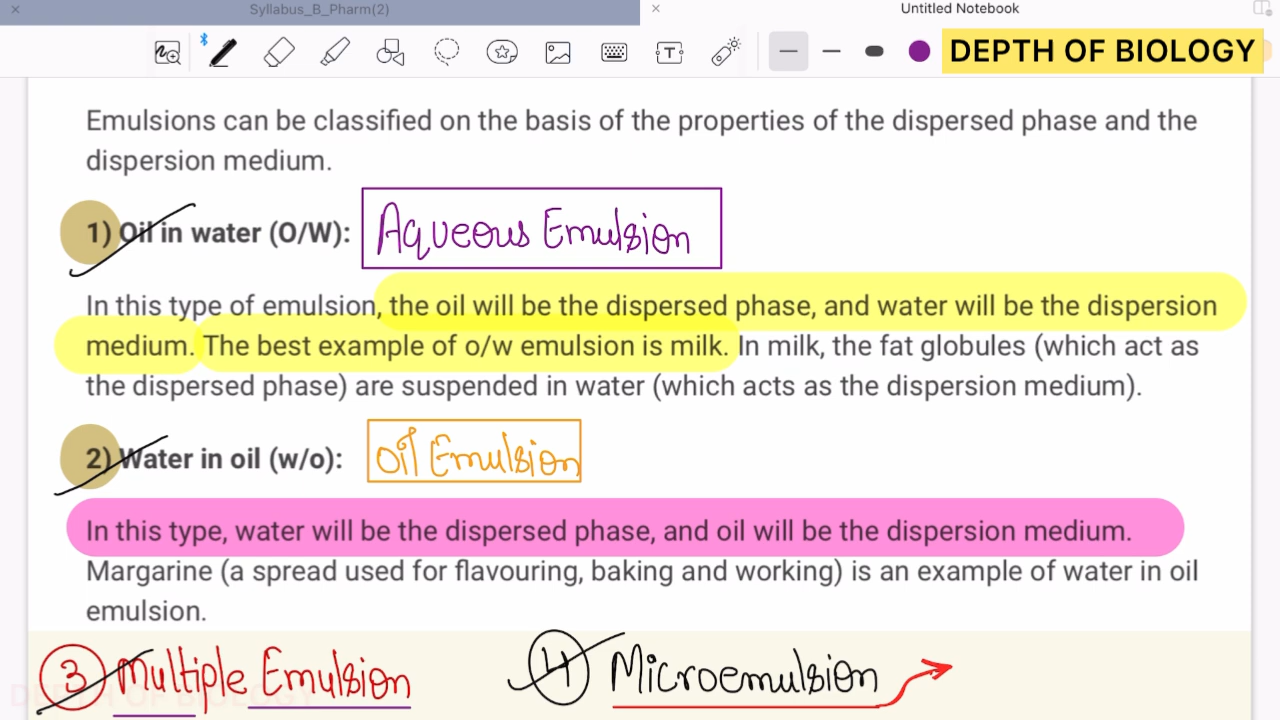 Syllabus_B_Pharm(2)
Untitled Notebook
DEPTH OF BIOLOGY
Emulsions can be classified on the basis of the properties of the dispersed phase and the
dispersion medium.
1) Oil in water (O/W): Aqueous Emulsion
In this type of emulsion, the oil will be the dispersed phase, and water will be the dispersion
medium. The best example of o/w emulsion is milk. In milk, the fat globules (which act as
the dispersed phase) are suspended in water (which acts as the dispersion medium).
2) Water in oil (w/o): Oil Emulsion
In this type, water will be the dispersed phase, and oil will be the dispersion medium.
Margarine (a spread used for flavouring, baking and working) is an example of water in oil
emulsion.
3 Multiple Emulsion 4 Microemulsion
DEPTH OF BIOLOGY